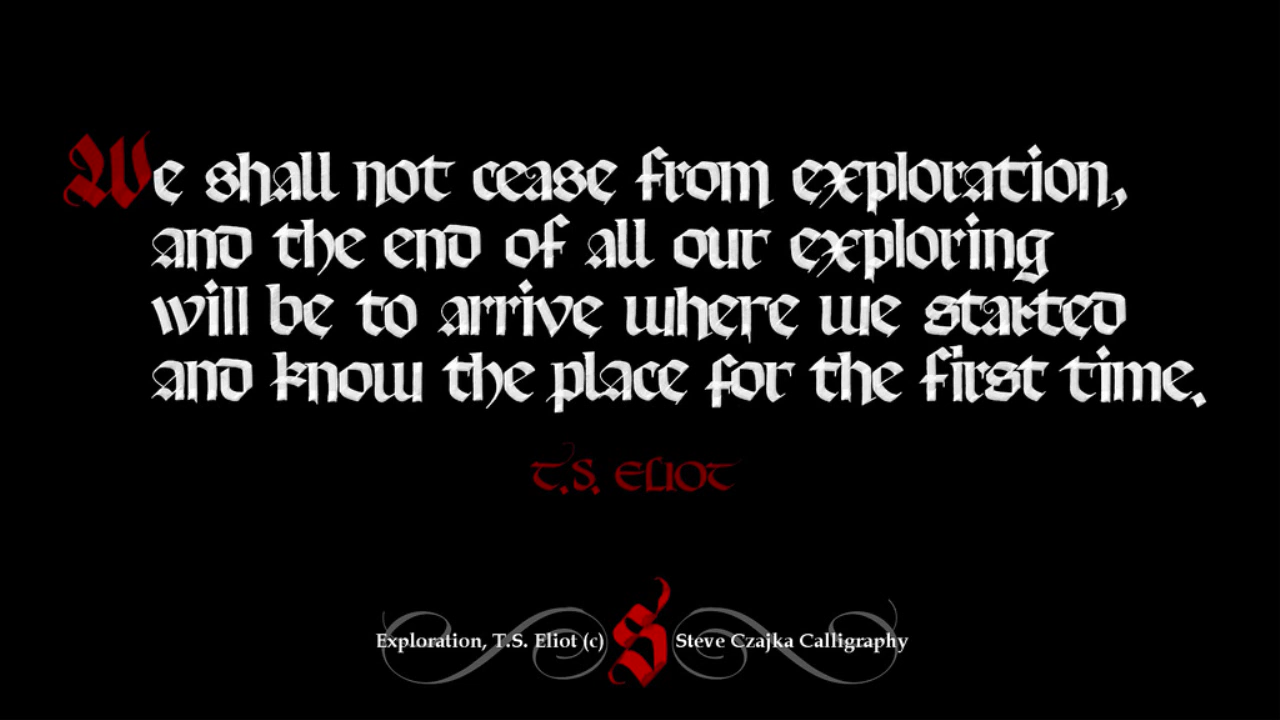 We shall not cease from exploration,
and the end of all our exploring
will be to arrive where we started
and know the place for the first time.
T.S. ELIOT
Exploration, T.S. Eliot (c) S Steve Czajka Calligraphy